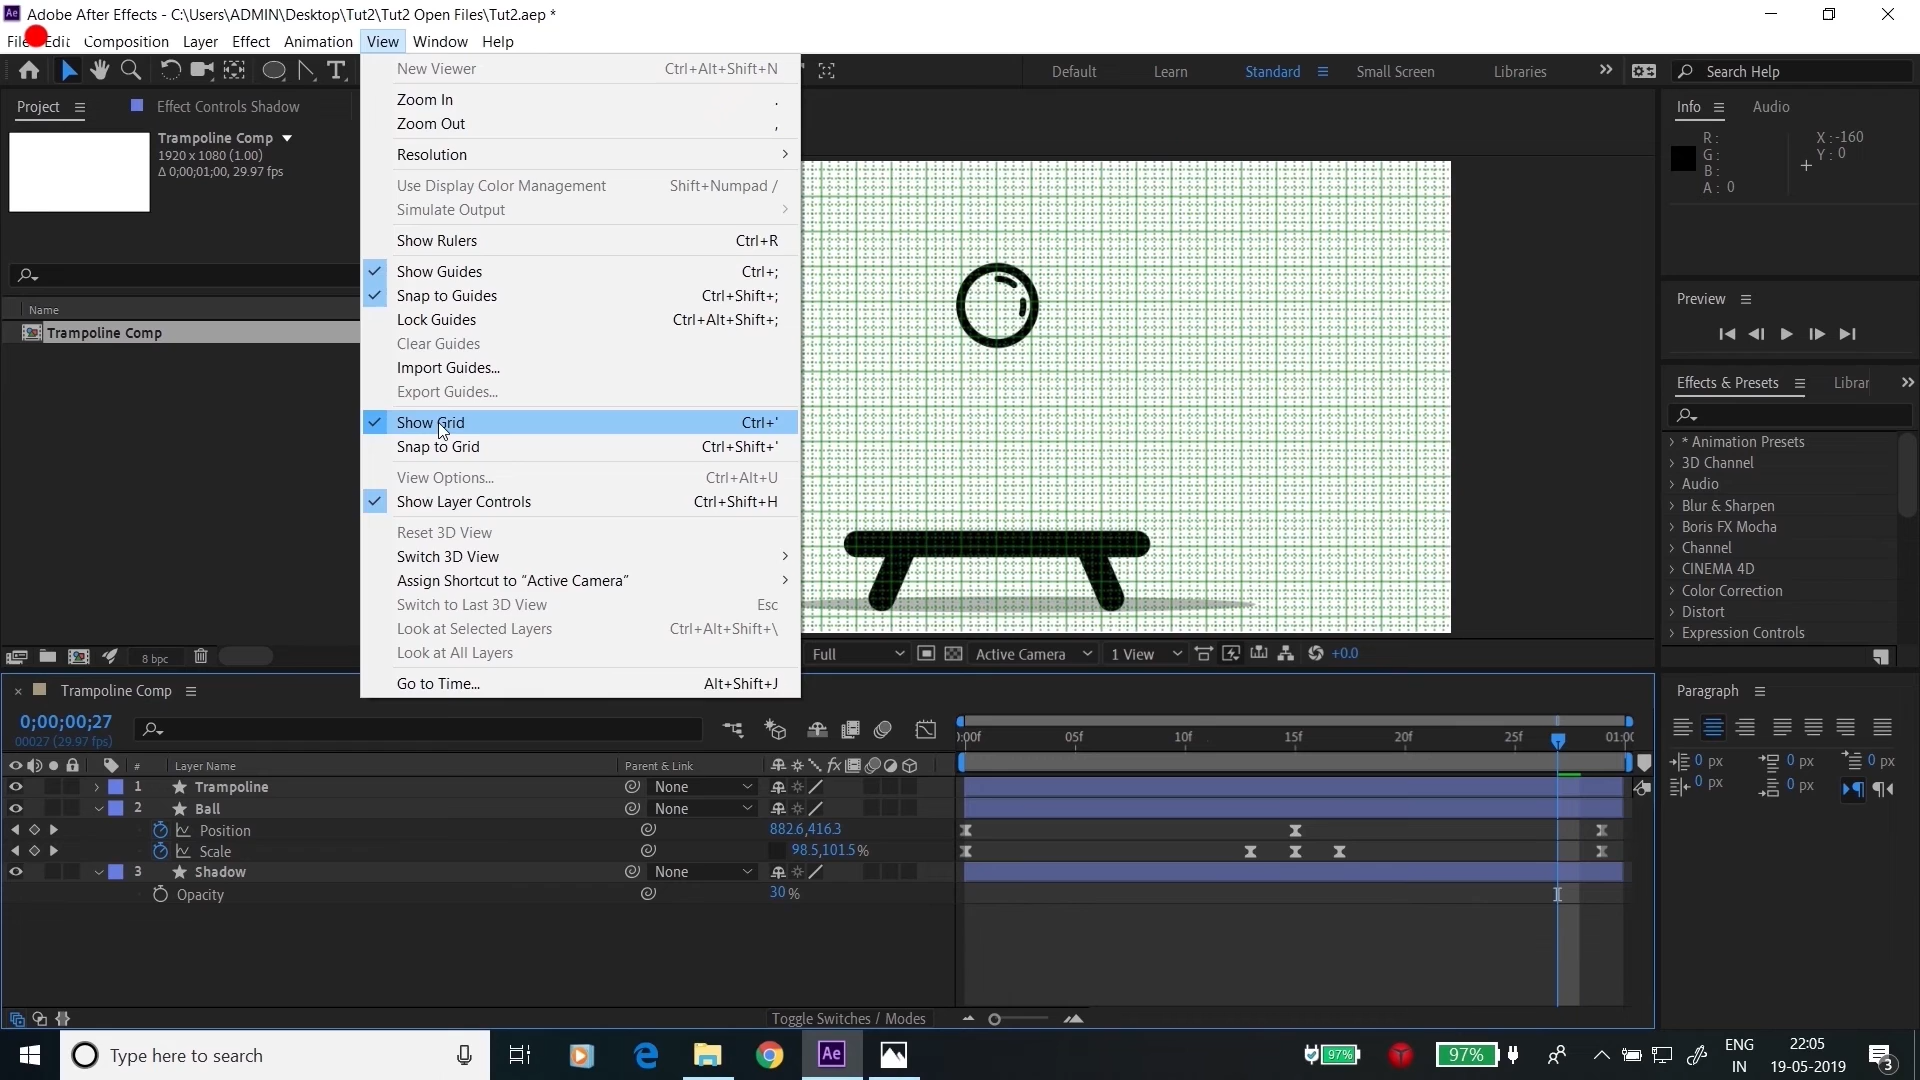 Adobe After Effects - C:\Users\ADMIN\Desktop\Tut2\Tut2 Open Files\Tut2.aep *
Edit Composition Layer Effect Animation View Window Help
Default Learn Standard Small Screen Libraries Search Help
Project Effect Controls Shadow
Trampoline Comp
1920 x 1080 (1.00)
Δ 0;00;01;00, 29.97 fps
Name
Trampoline Comp
8 bpc
New Viewer Ctrl+Alt+Shift+N
Zoom In .
Zoom Out ,
Resolution
Use Display Color Management Shift+Numpad /
Simulate Output
Show Rulers Ctrl+R
Show Guides Ctrl+;
Snap to Guides Ctrl+Shift+;
Lock Guides Ctrl+Alt+Shift+;
Clear Guides
Import Guides...
Export Guides...
Show Grid Ctrl+'
Snap to Grid Ctrl+Shift+'
View Options... Ctrl+Alt+U
Show Layer Controls Ctrl+Shift+H
Reset 3D View
Switch 3D View
Assign Shortcut to “Active Camera”
Switch to Last 3D View Esc
Look at Selected Layers Ctrl+Alt+Shift+\
Look at All Layers
Go to Time... Alt+Shift+J
Full Active Camera 1 View +0.0
Info Audio
R :
G :
B :
A : 0
X : -160
Y : 0
Preview
Effects & Presets Librar
* Animation Presets
3D Channel
Audio
Blur & Sharpen
Boris FX Mocha
Channel
CINEMA 4D
Color Correction
Distort
Expression Controls
Paragraph
0 px 0 px 0 px
0 px 0 px
Trampoline Comp
0;00;00;27
00027 (29.97 fps)
):00f 05f 10f 15f 20f 25f 01:0(
# Layer Name Parent & Link
1 Trampoline None
2 Ball None
Position 882.6,416.3
Scale 98.5,101.5 %
3 Shadow None
Opacity 30 %
Toggle Switches / Modes
Type here to search
Ae
97%
97%
ENG
IN
22:05
19-05-2019
3